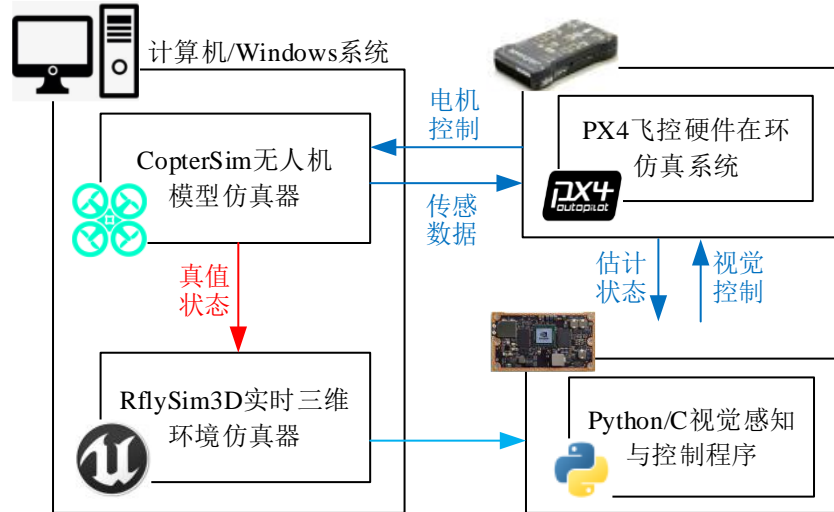 计算机/Windows系统
CopterSim无人机
模型仿真器
电机
控制
传感
数据
PX4飞控硬件在环
仿真系统
px4
autopilot
真值
状态
估计
状态
视觉
控制
RflySim3D实时三维
环境仿真器
Python/C视觉感知
与控制程序